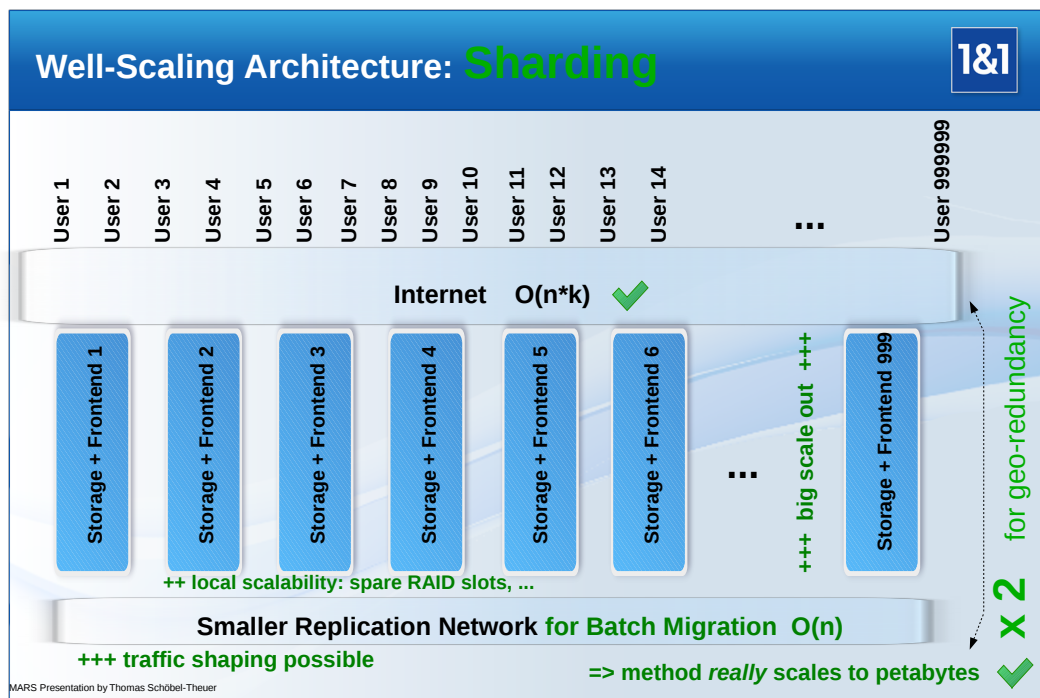 Well-Scaling Architecture: Sharding
1&1
User 1
User 2
User 3
User 4
User 5
User 6
User 7
User 8
User 9
User 10
User 11
User 12
User 13
User 14
...
User 999999
Internet O(n*k)
Storage + Frontend 1
Storage + Frontend 2
Storage + Frontend 3
Storage + Frontend 4
Storage + Frontend 5
Storage + Frontend 6
...
+++ big scale out +++
Storage + Frontend 999
x 2 for geo-redundancy
++ local scalability: spare RAID slots, ...
Smaller Replication Network for Batch Migration O(n)
+++ traffic shaping possible
=> method really scales to petabytes
MARS Presentation by Thomas Schöbel-Theuer